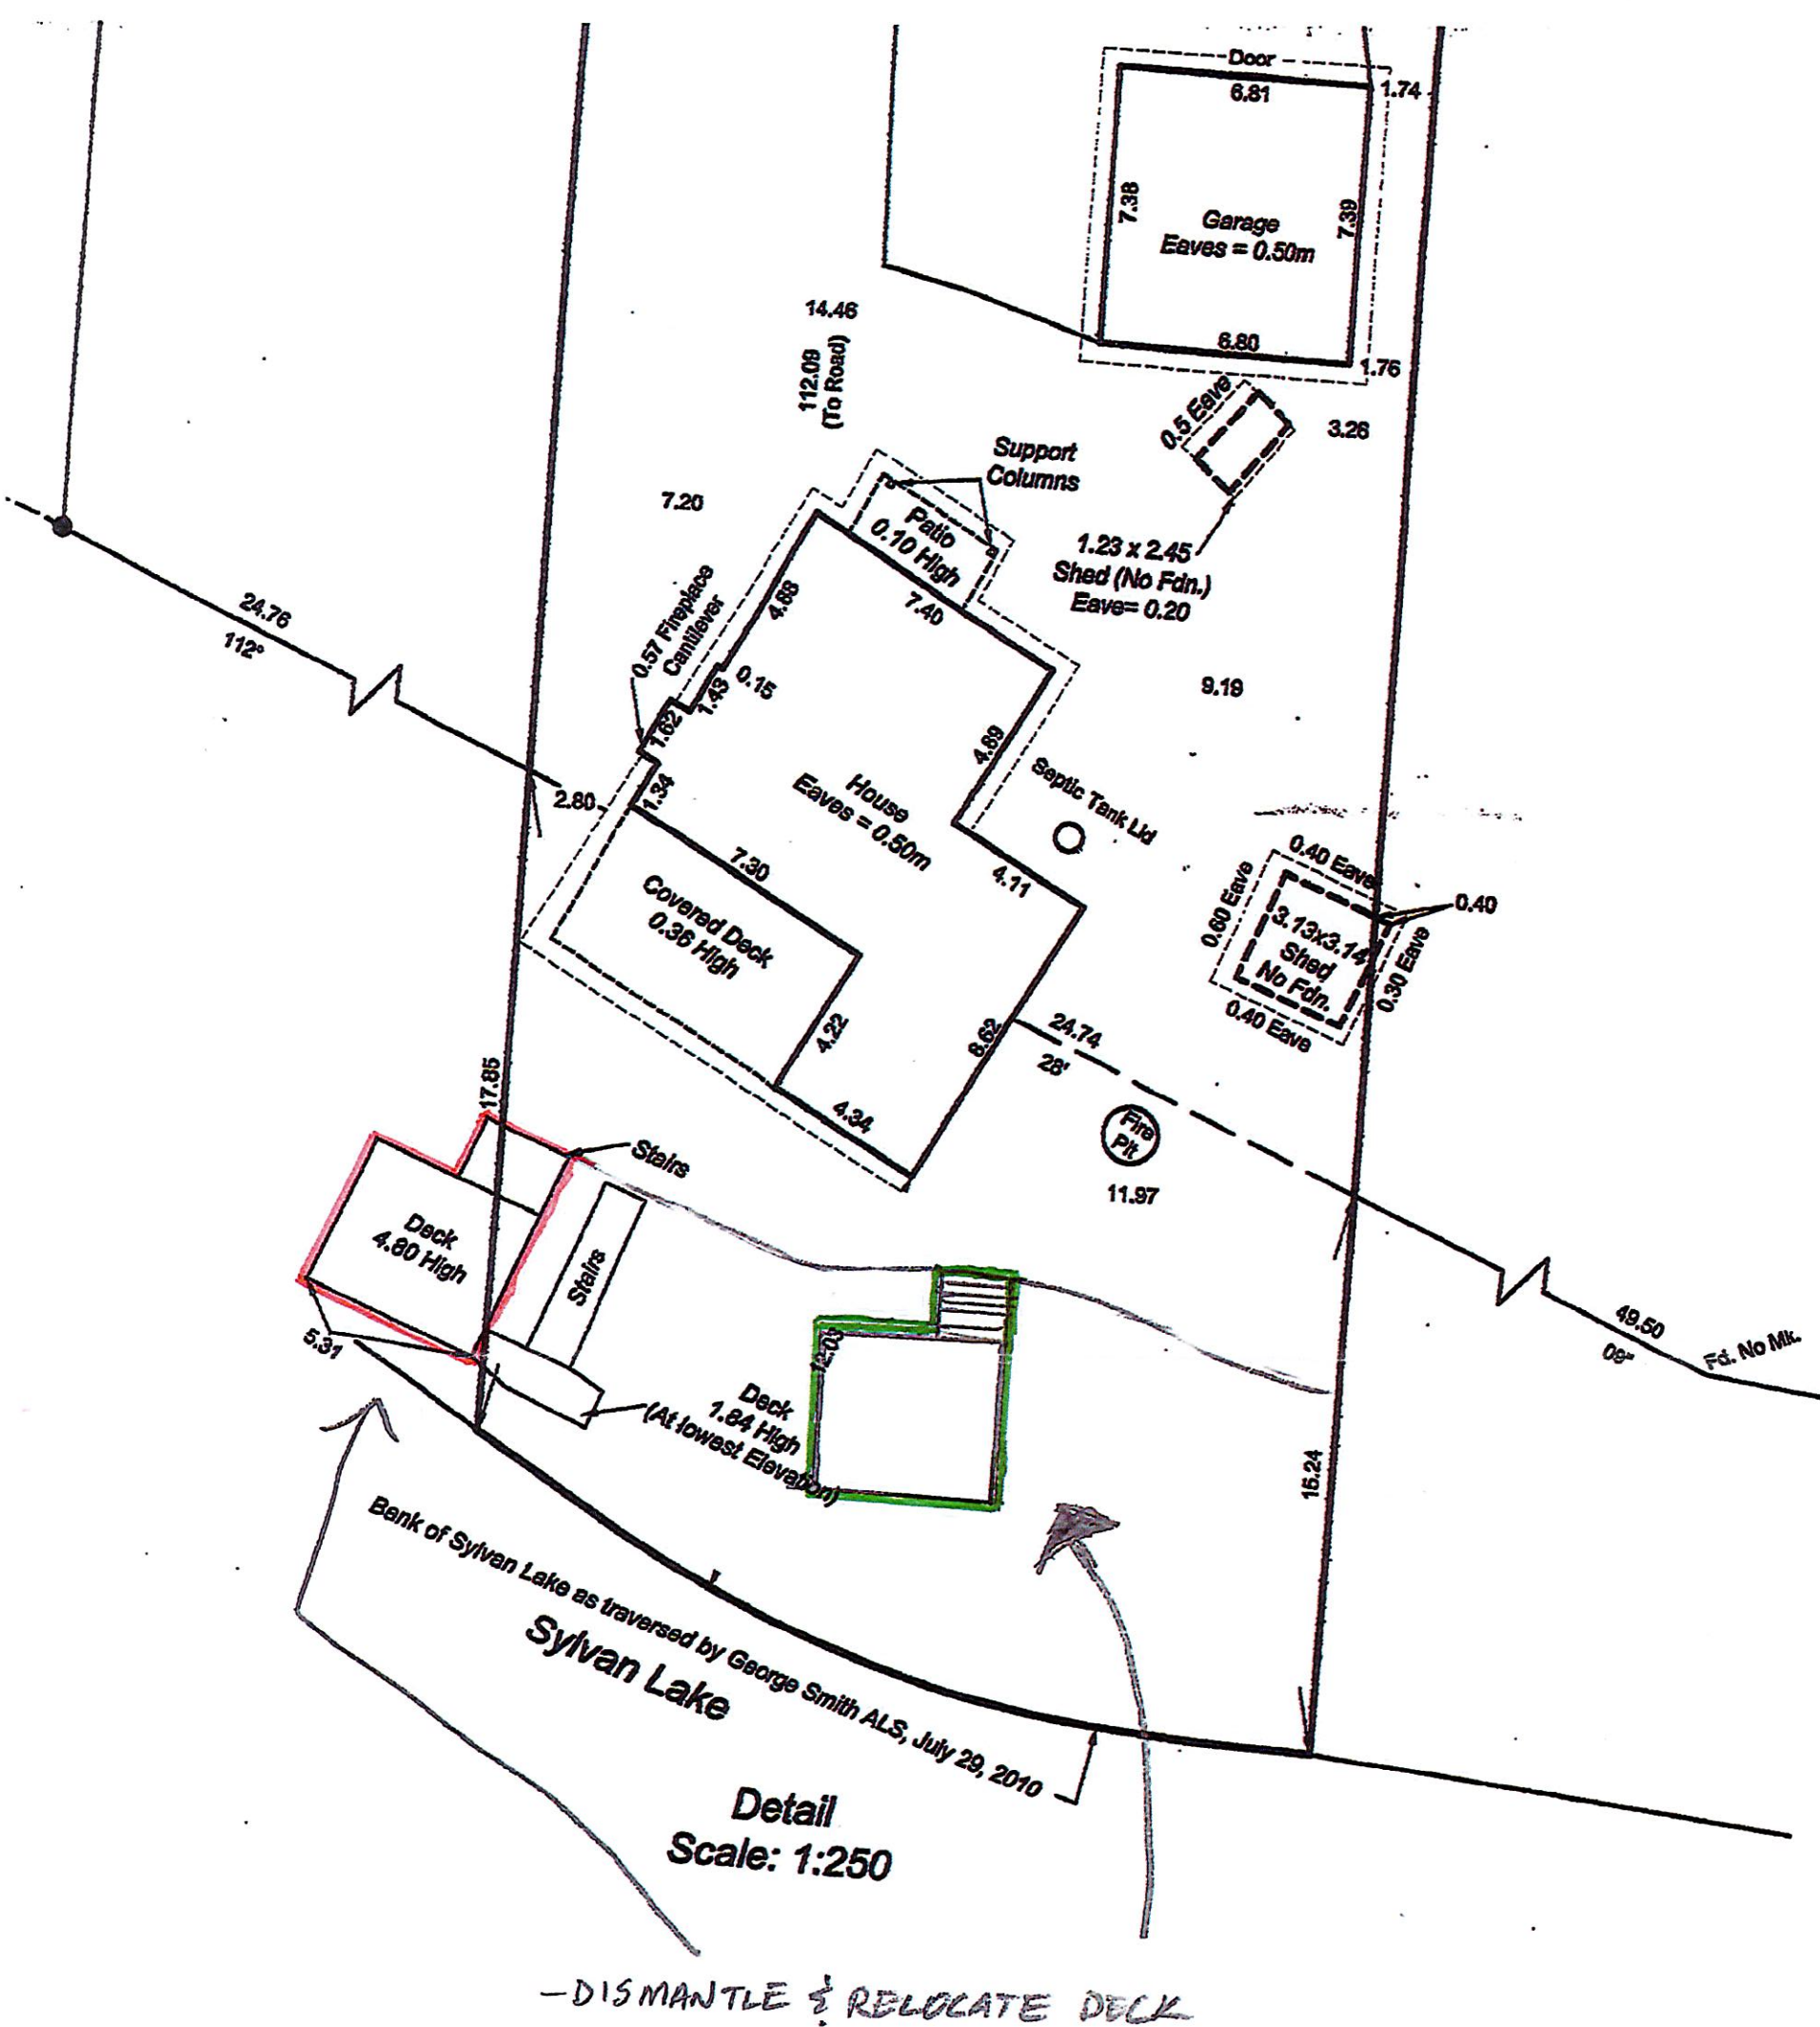 Door
6.81
1.74
7.38
7.39
Garage
Eaves = 0.50m
6.80
1.76
14.46
112.09
(To Road)
0.5 Eave
3.26
Support
Columns
7.20
Patio
0.10 High
1.23 x 2.45
Shed (No Fdn.)
Eave= 0.20
0.57 Fireplace
Cantilever
4.88
7.40
24.76
112°
0.15
1.43
1.62
9.19
4.89
1.34
2.80
House
Eaves = 0.50m
Septic Tank Lid
7.30
4.11
0.40 Eave
0.60 Eave
0.40
3.13x3.14
Shed
No Fdn.
0.30 Eave
0.40 Eave
Covered Deck
0.36 High
4.22
8.62
24.74
28'
17.85
4.34
Fire
Pit
11.97
Stairs
Deck
4.80 High
Stairs
5.31
12.03
49.50
09"
Fd. No Mk.
Deck
1.84 High
(At lowest Elevation)
15.24
Bank of Sylvan Lake as traversed by George Smith ALS, July 29, 2010
Sylvan Lake
Detail
Scale: 1:250
-DISMANTLE & RELOCATE DECK